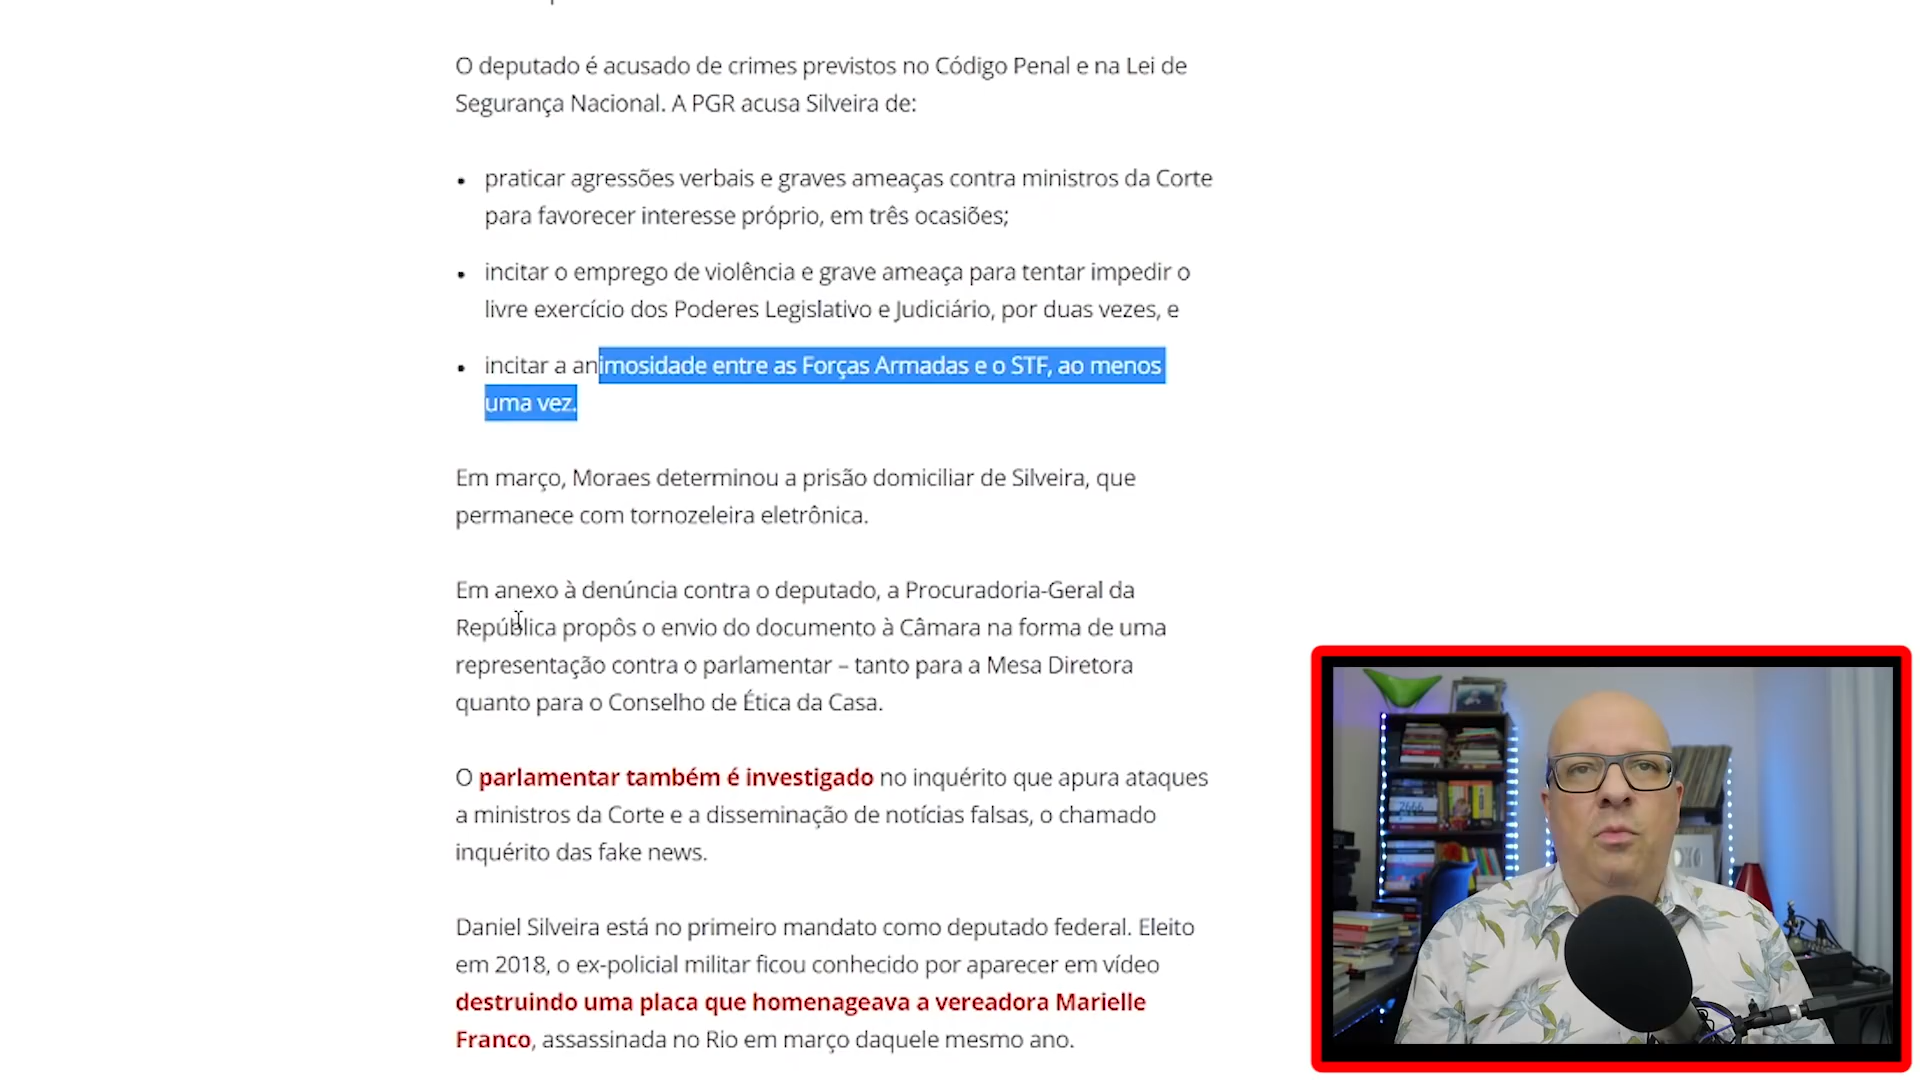 O deputado é acusado de crimes previstos no Código Penal e na Lei de
Segurança Nacional. A PGR acusa Silveira de:
• praticar agressões verbais e graves ameaças contra ministros da Corte
para favorecer interesse próprio, em três ocasiões;
• incitar o emprego de violência e grave ameaça para tentar impedir o
livre exercício dos Poderes Legislativo e Judiciário, por duas vezes, e
• incitar a animosidade entre as Forças Armadas e o STF, ao menos
uma vez.
Em março, Moraes determinou a prisão domiciliar de Silveira, que
permanece com tornozeleira eletrônica.
Em anexo à denúncia contra o deputado, a Procuradoria-Geral da
República propôs o envio do documento à Câmara na forma de uma
representação contra o parlamentar – tanto para a Mesa Diretora
quanto para o Conselho de Ética da Casa.
O parlamentar também é investigado no inquérito que apura ataques
a ministros da Corte e a disseminação de notícias falsas, o chamado
inquérito das fake news.
Daniel Silveira está no primeiro mandato como deputado federal. Eleito
em 2018, o ex-policial militar ficou conhecido por aparecer em vídeo
destruindo uma placa que homenageava a vereadora Marielle
Franco, assassinada no Rio em março daquele mesmo ano.
2666